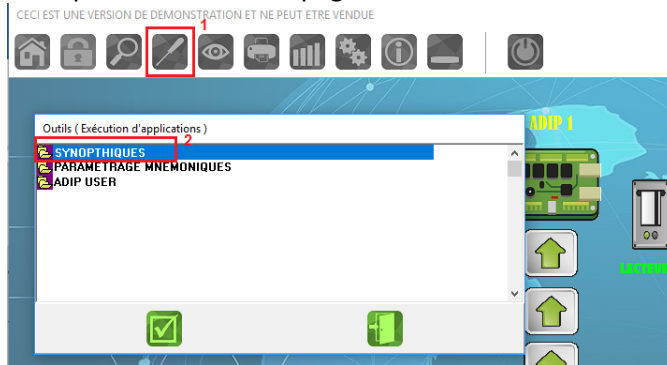 CECI EST UNE VERSION DE DEMONSTRATION ET NE PEUT ETRE VENDUE
1
Outils ( Exécution d'applications )
ADIP 1
2
SYNOPTHIQUES
PARAMETRAGE MNEMONIQUES
ADIP USER
LECTEUR